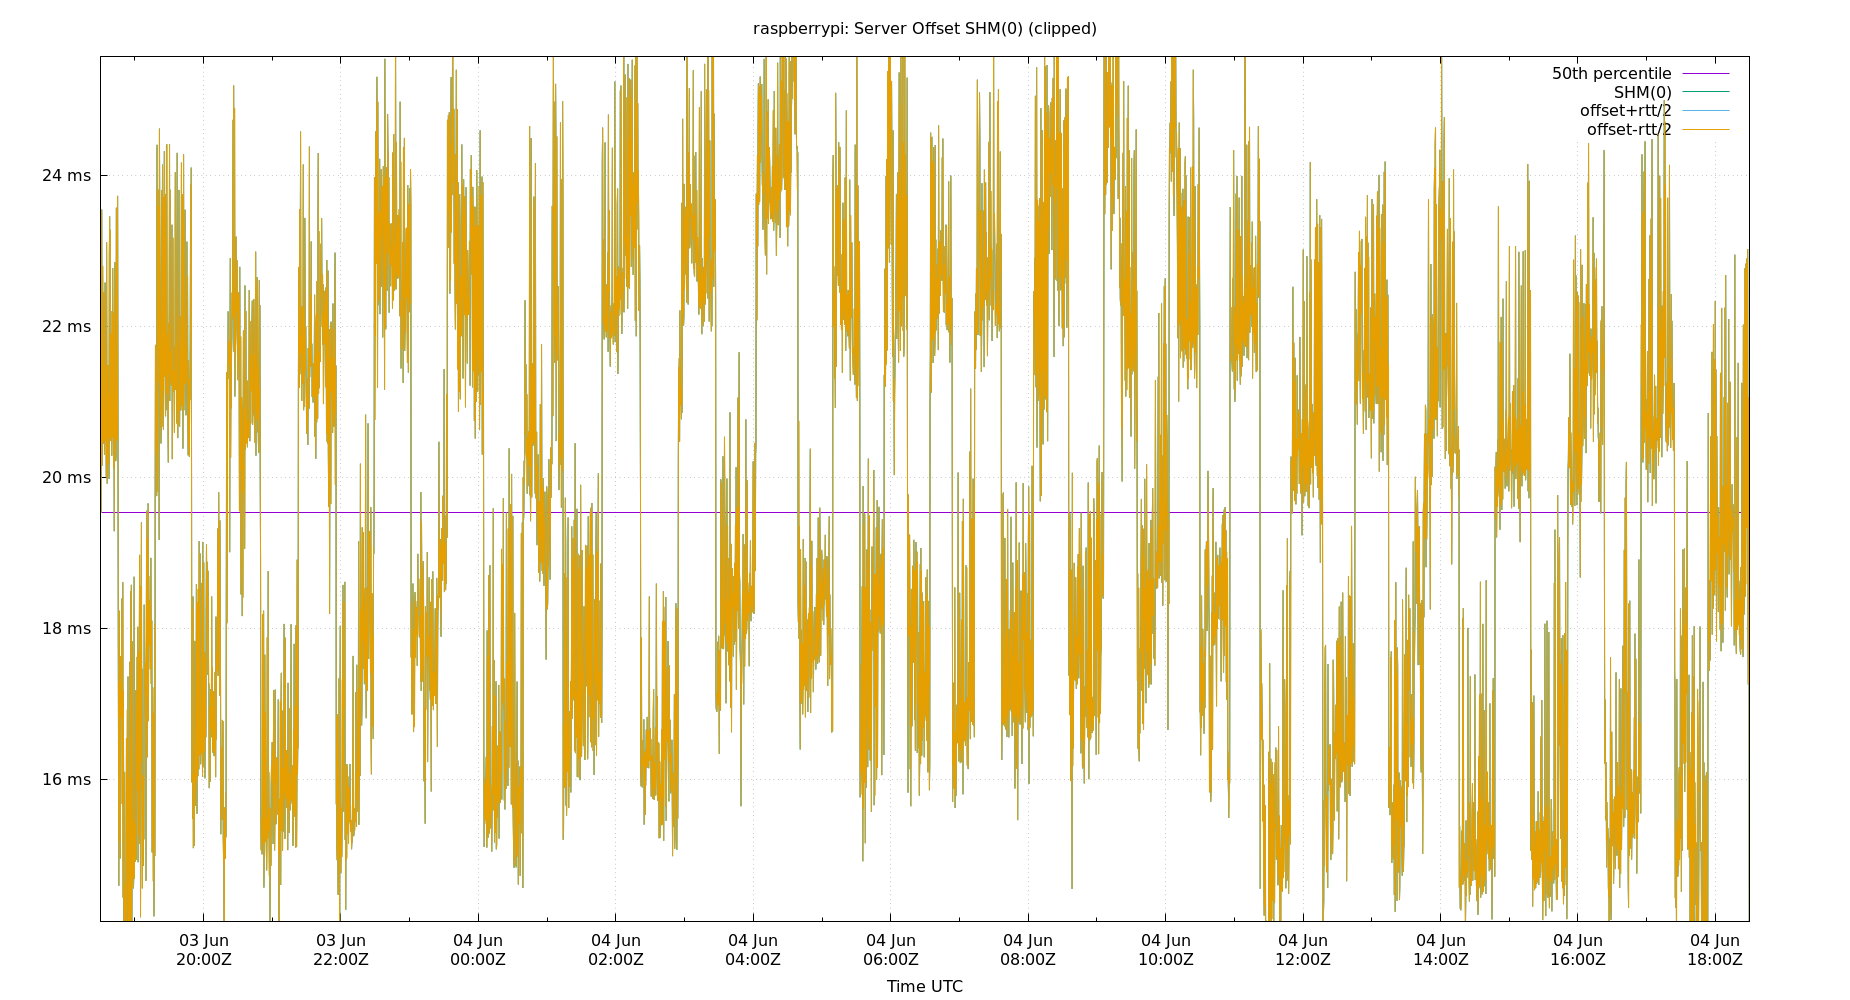 raspberrypi: Server Offset SHM(0) (clipped)
50th percentile
SHM(0)
offset+rtt/2
offset-rtt/2
24 ms
22 ms
20 ms
18 ms
16 ms
03 Jun 03 Jun 04 Jun 04 Jun 04 Jun 04 Jun 04 Jun 04 Jun 04 Jun 04 Jun 04 Jun 04 Jun
20:00Z 22:00Z 00:00Z 02:00Z 04:00Z 06:00Z 08:00Z 10:00Z 12:00Z 14:00Z 16:00Z 18:00Z
Time UTC